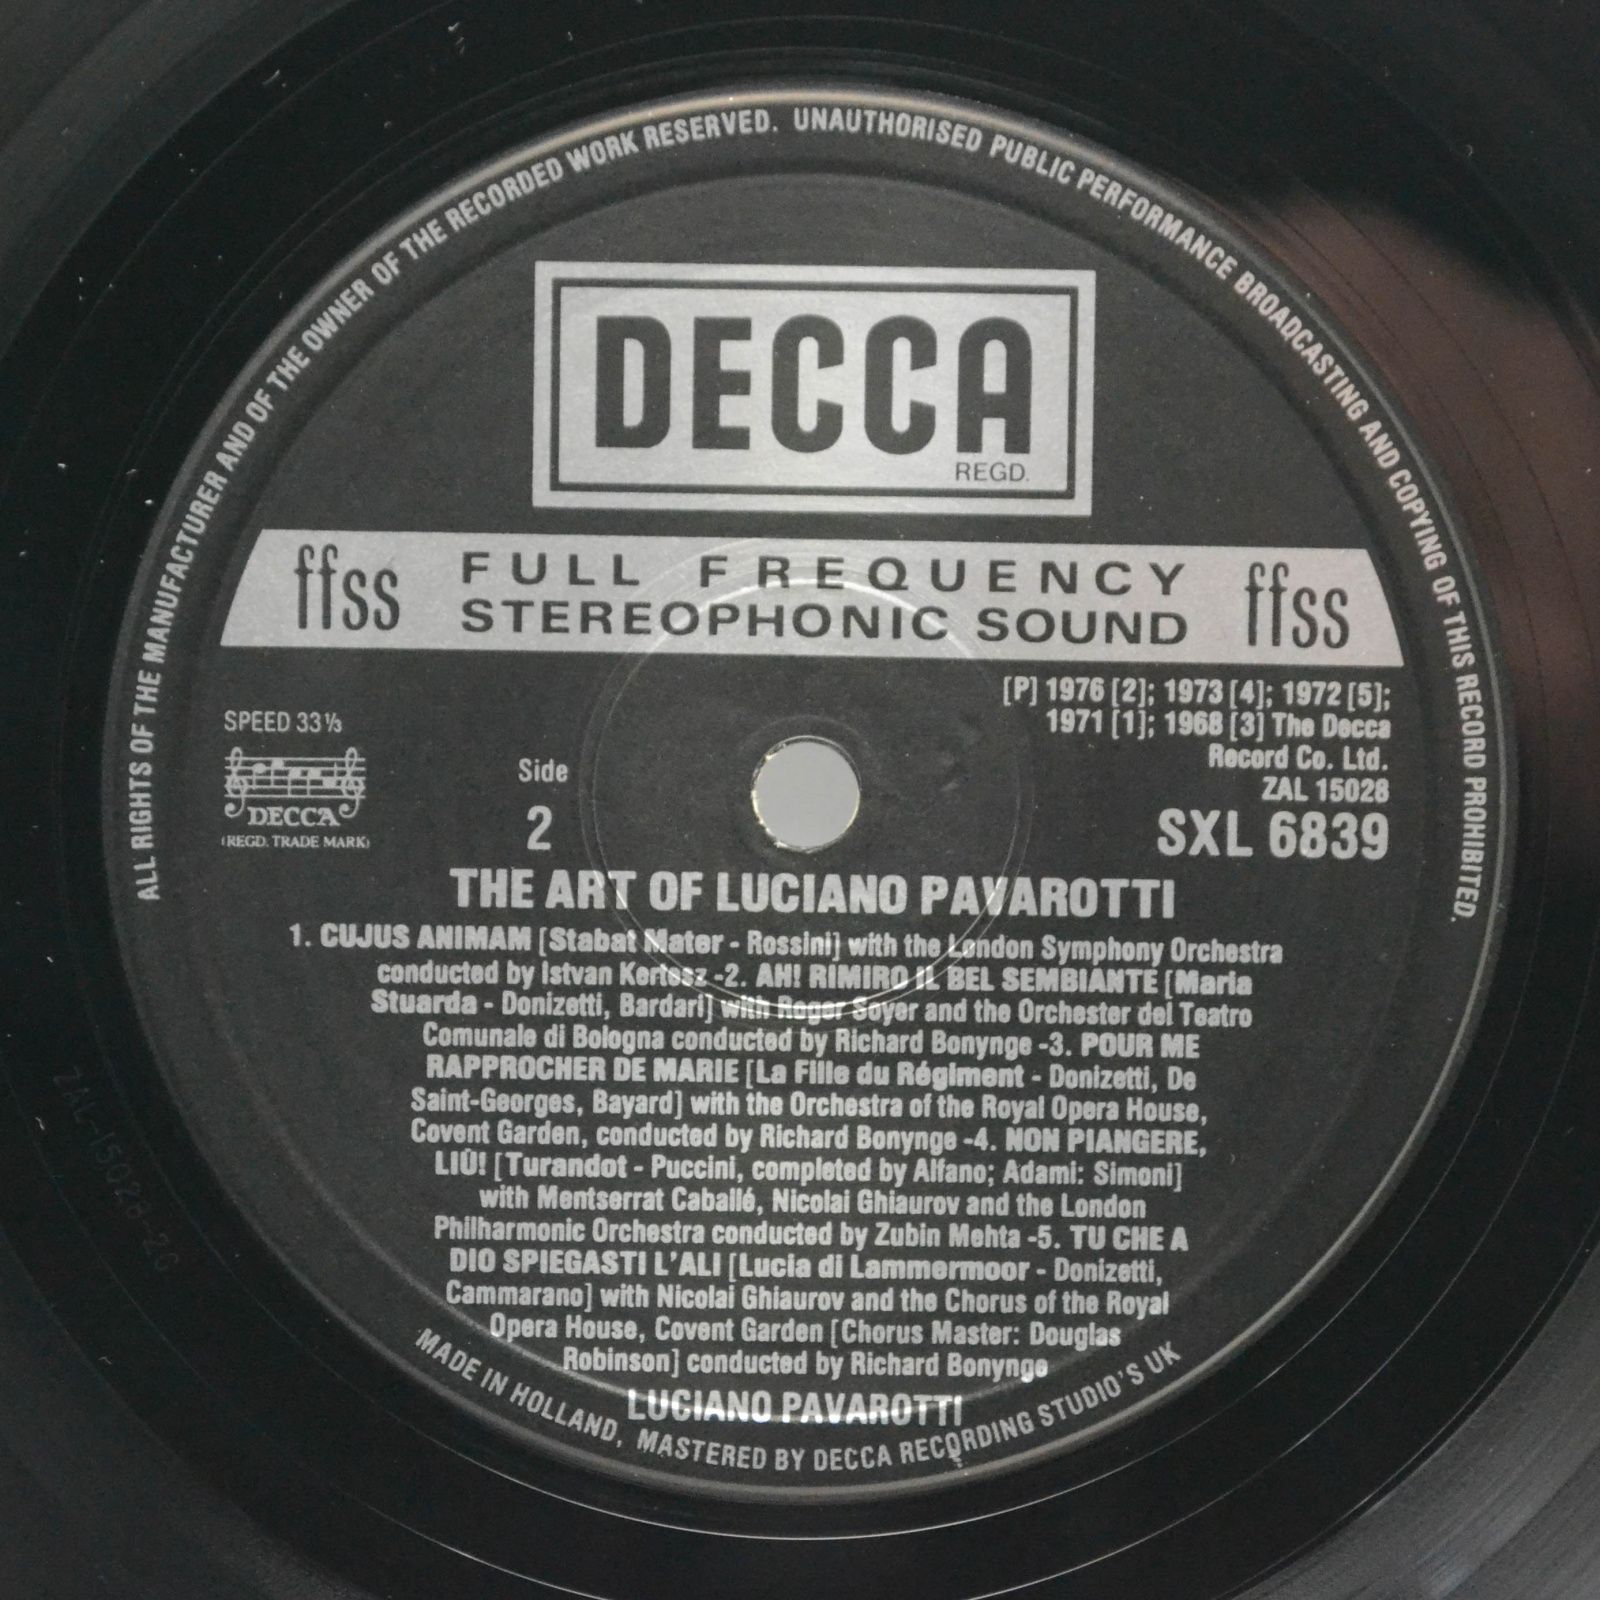 ALL RIGHTS OF THE MANUFACTURER AND OF THE OWNER OF THE RECORDED WORK RESERVED. UNAUTHORISED PUBLIC PERFORMANCE BROADCASTING AND COPYING OF THIS RECORD PROHIBITED.
DECCA
REGD.
ffss FULL FREQUENCY ffss
STEREOPHONIC SOUND
[P] 1976 [2]; 1973 [4]; 1972 [5];
1971 [1]; 1968 [3] The Decca
Record Co. Ltd.
ZAL 15028
SXL 6839
SPEED 33⅓
DECCA
(REGD. TRADE MARK)
Side
2
THE ART OF LUCIANO PAVAROTTI
1. CUJUS ANIMAM [Stabat Mater - Rossini] with the London Symphony Orchestra
conducted by Istvan Kertesz -2. AH! RIMIRO IL BEL SEMBIANTE [Maria
Stuarda - Donizetti, Bardari] with Roger Soyer and the Orchester del Teatro
Comunale di Bologna conducted by Richard Bonynge -3. POUR ME
RAPPROCHER DE MARIE [La Fille du Régiment - Donizetti, De
Saint-Georges, Bayard] with the Orchestra of the Royal Opera House,
Covent Garden, conducted by Richard Bonynge -4. NON PIANGERE,
LIÙ! [Turandot - Puccini, completed by Alfano; Adami: Simoni]
with Mentserrat Caballé, Nicolai Ghiaurov and the London
Philharmonic Orchestra conducted by Zubin Mehta -5. TU CHE A
DIO SPIEGASTI L'ALI [Lucia di Lammermoor - Donizetti,
Cammarano] with Nicolai Ghiaurov and the Chorus of the Royal
Opera House, Covent Garden [Chorus Master: Douglas
Robinson] conducted by Richard Bonynge
LUCIANO PAVAROTTI
MADE IN HOLLAND, MASTERED BY DECCA RECORDING STUDIO'S UK